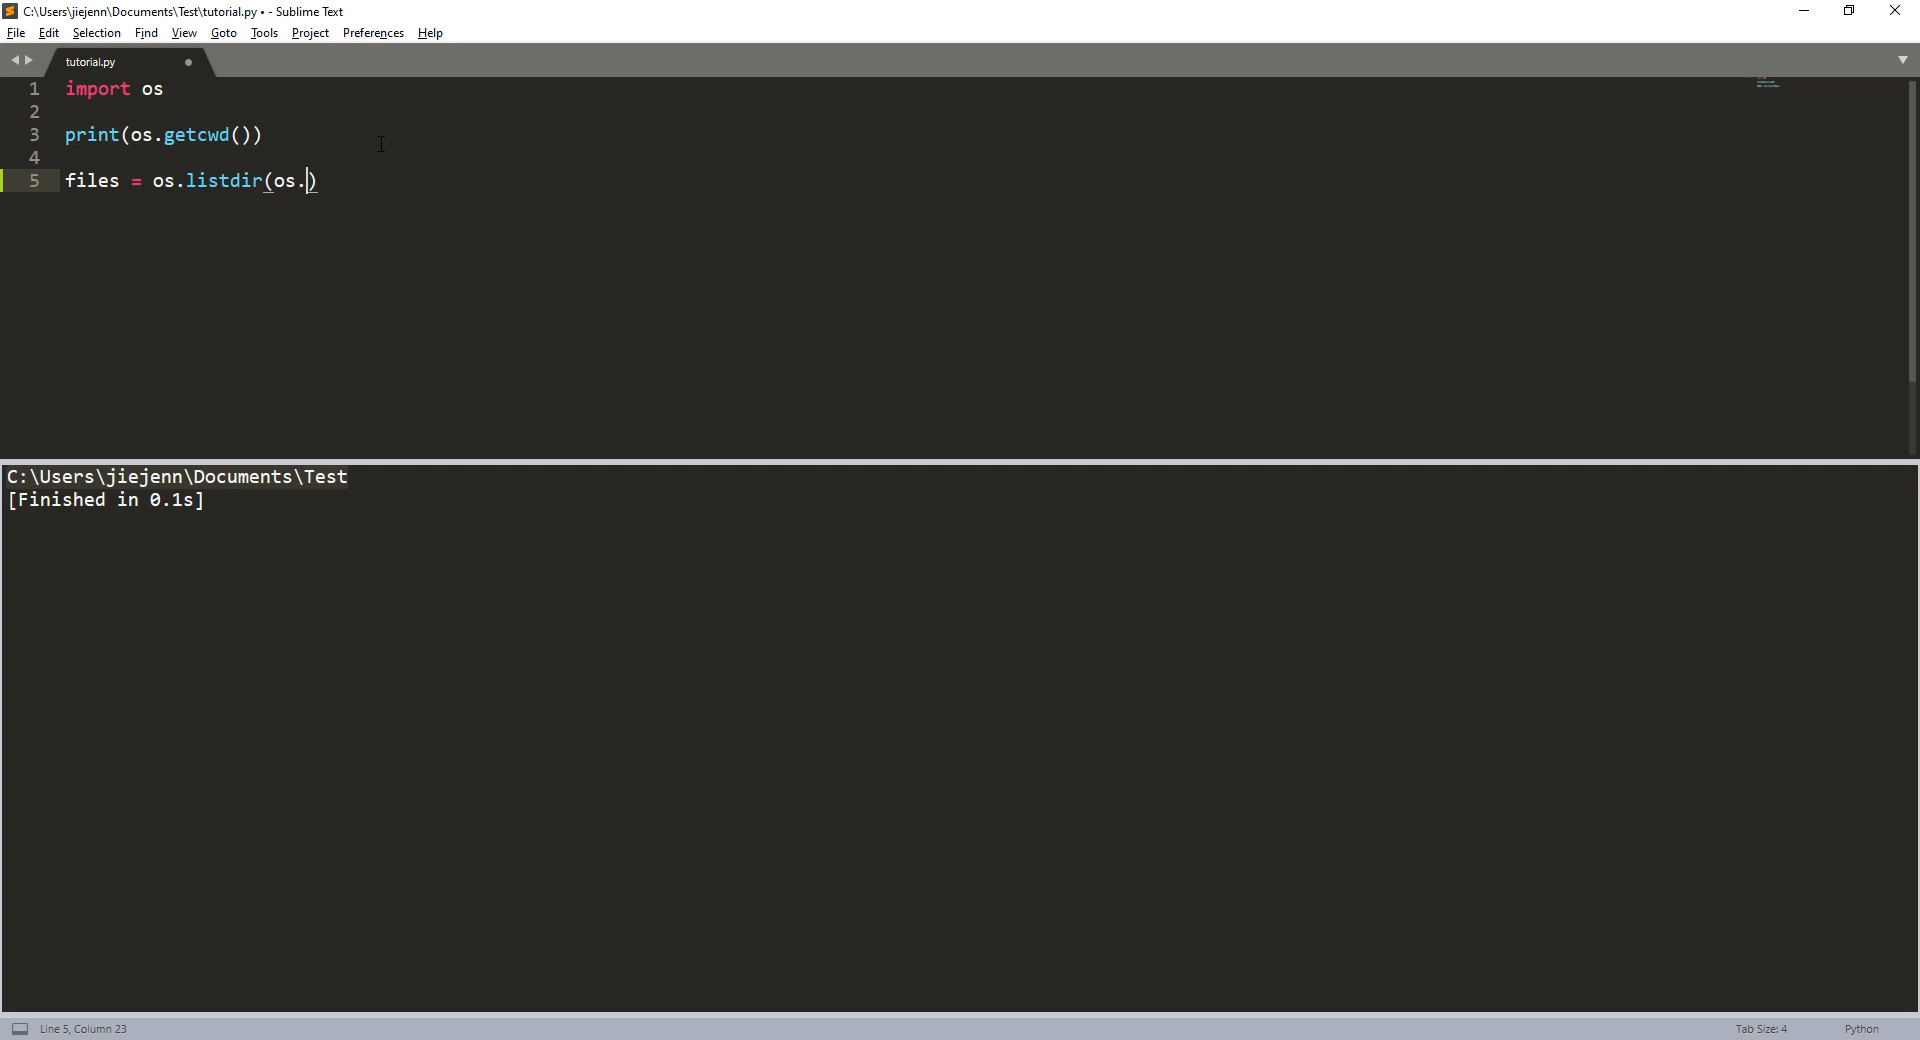 C:\Users\jiejenn\Documents\Test\tutorial.py • - Sublime Text
File Edit Selection Find View Goto Tools Project Preferences Help
tutorial.py
1 import os
2
3 print(os.getcwd())
4
5 files = os.listdir(os.)
C:\Users\jiejenn\Documents\Test
[Finished in 0.1s]
Line 5, Column 23 Tab Size: 4 Python